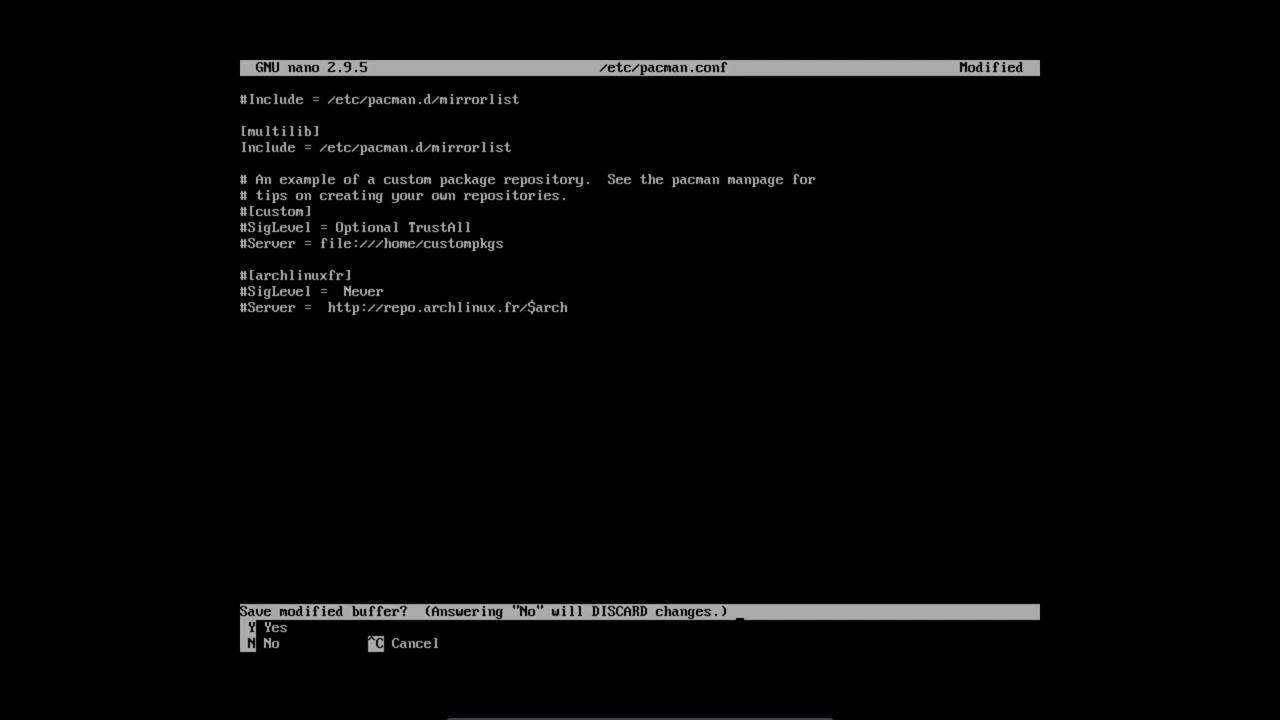 GNU nano 2.9.5 /etc/pacman.conf Modified
#Include = /etc/pacman.d/mirrorlist
[multilib]
Include = /etc/pacman.d/mirrorlist
# An example of a custom package repository.  See the pacman manpage for
# tips on creating your own repositories.
#[custom]
#SigLevel = Optional TrustAll
#Server = file:///home/custompkgs
#[archlinuxfr]
#SigLevel =  Never
#Server =  http://repo.archlinux.fr/$arch
Save modified buffer?  (Answering "No" will DISCARD changes.)
Y Yes
N No ^C Cancel